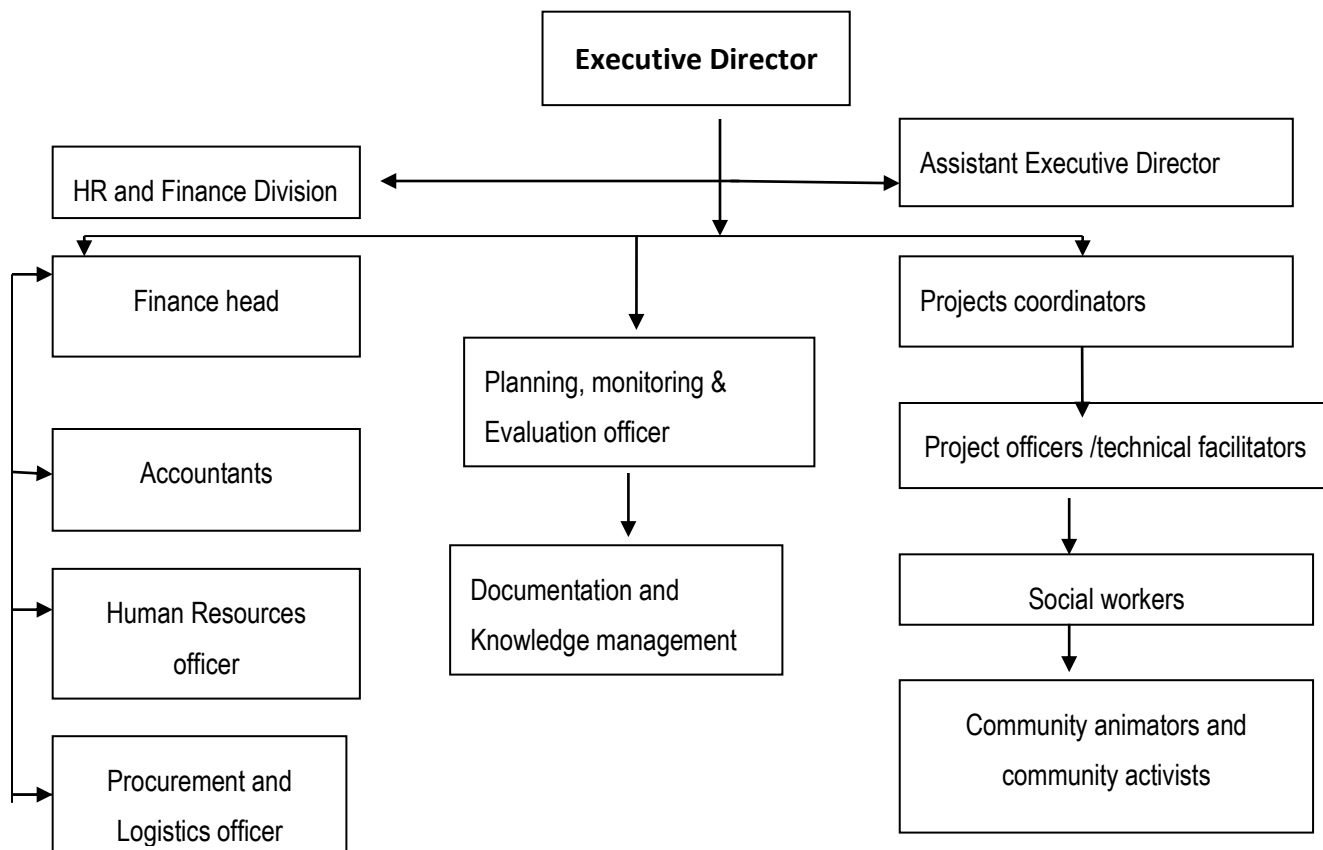 Executive Director
HR and Finance Division
Assistant Executive Director
Finance head
Projects coordinators
Planning, monitoring &
Evaluation officer
Accountants
Project officers /technical facilitators
Human Resources
officer
Documentation and
Knowledge management
Social workers
Procurement and
Logistics officer
Community animators and
community activists